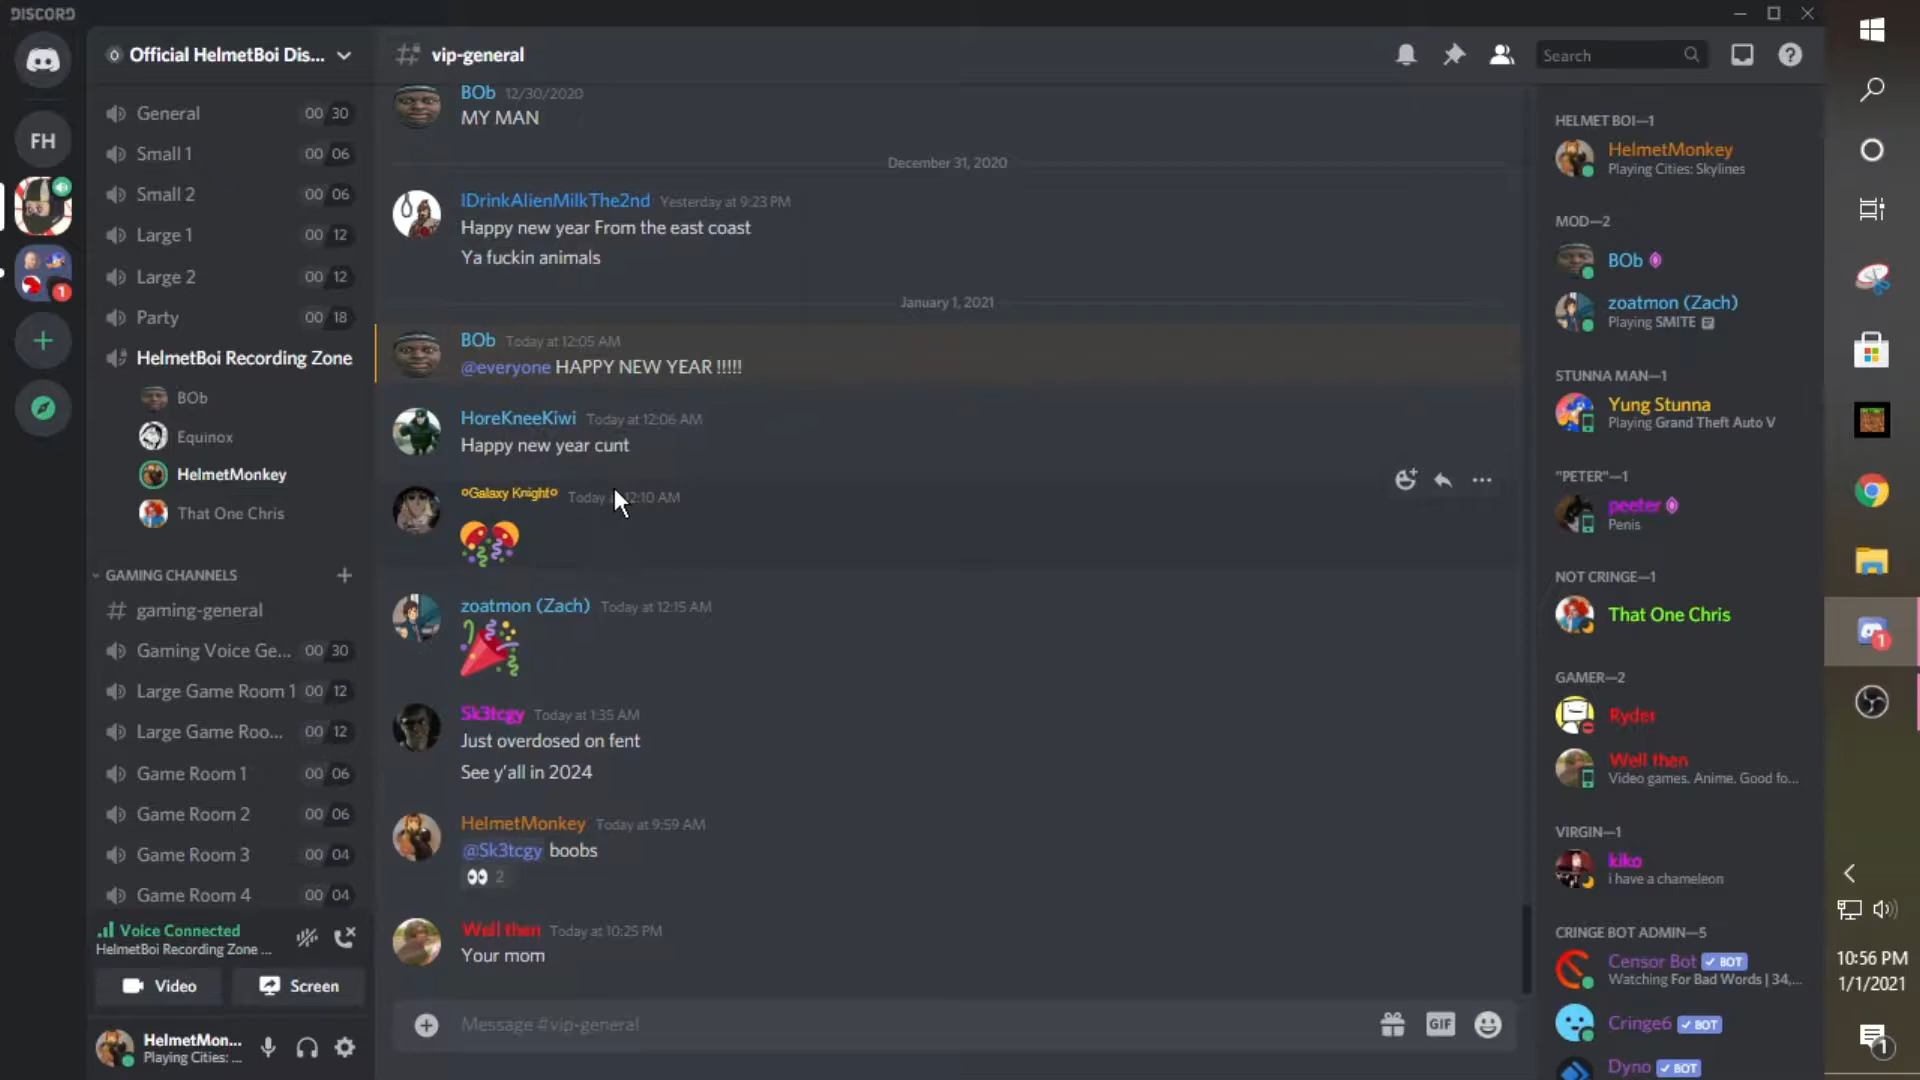 DISCORD
Official HelmetBoi Dis...
vip-general
Search
FH
1
General 00 30
Small 1 00 06
Small 2 00 06
Large 1 00 12
Large 2 00 12
Party 00 18
HelmetBoi Recording Zone
BOb
Equinox
HelmetMonkey
That One Chris
GAMING CHANNELS
gaming-general
Gaming Voice Ge... 00 30
Large Game Room 1 00 12
Large Game Roo... 00 12
Game Room 1 00 06
Game Room 2 00 06
Game Room 3 00 04
Game Room 4 00 04
Voice Connected
HelmetBoi Recording Zone ...
Video
Screen
HelmetMon...
Playing Cities: ...
BOb 12/30/2020
MY MAN
December 31, 2020
IDrinkAlienMilkThe2nd Yesterday at 9:23 PM
Happy new year From the east coast
Ya fuckin animals
January 1, 2021
BOb Today at 12:05 AM
@everyone HAPPY NEW YEAR !!!!!
HoreKneeKiwi Today at 12:06 AM
Happy new year cunt
ºGalaxy Knightº Today at 12:10 AM
zoatmon (Zach) Today at 12:15 AM
Sk3tcgy Today at 1:35 AM
Just overdosed on fent
See y'all in 2024
HelmetMonkey Today at 9:59 AM
@Sk3tcgy boobs
2
Well then Today at 10:25 PM
Your mom
Message #vip-general
GIF
HELMET BOI—1
HelmetMonkey
Playing Cities: Skylines
MOD—2
BOb
zoatmon (Zach)
Playing SMITE
STUNNA MAN—1
Yung Stunna
Playing Grand Theft Auto V
"PETER"—1
peeter
Penis
NOT CRINGE—1
That One Chris
GAMER—2
Ryder
Well then
Video games. Anime. Good fo...
VIRGIN—1
kiko
i have a chameleon
CRINGE BOT ADMIN—5
Censor Bot BOT
Watching For Bad Words | 34,...
Cringe6 BOT
Dyno BOT
1
10:56 PM
1/1/2021
1